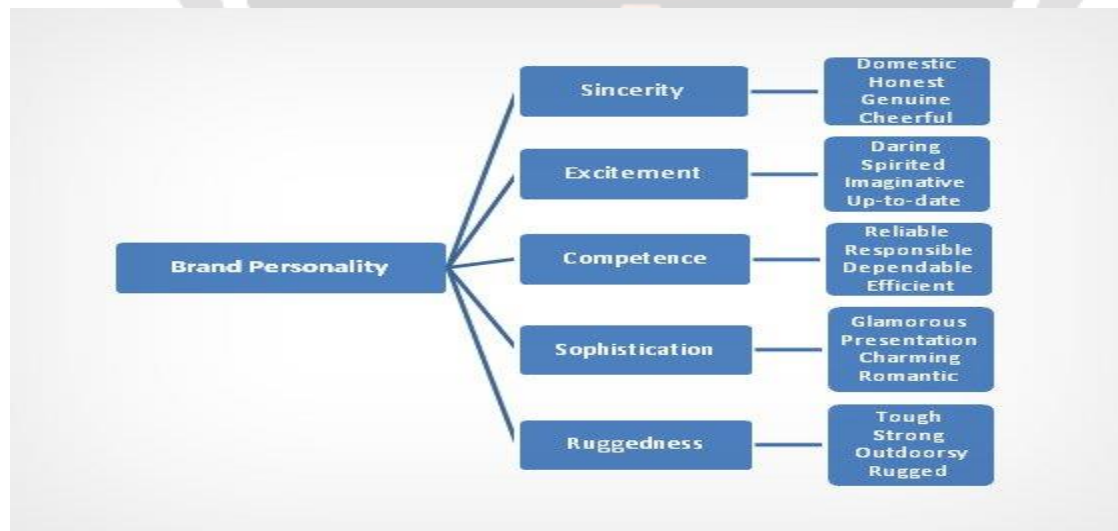 Brand Personality
Sincerity
Domestic
Honest
Genuine
Cheerful
Excitement
Daring
Spirited
Imaginative
Up-to-date
Competence
Reliable
Responsible
Dependable
Efficient
Sophistication
Glamorous
Presentation
Charming
Romantic
Ruggedness
Tough
Strong
Outdoorsy
Rugged